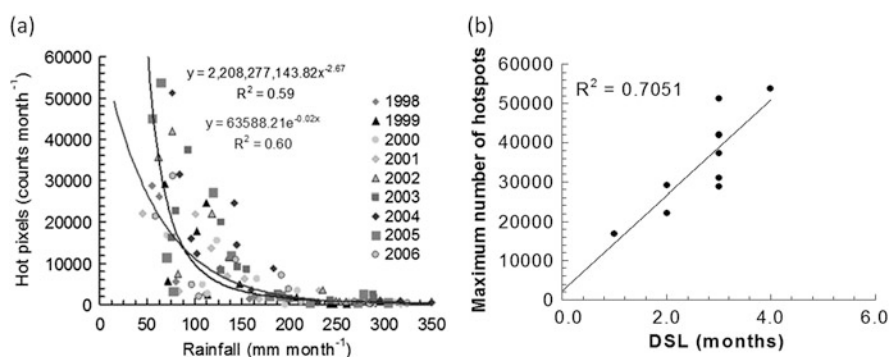 (a)
60000
50000
40000
30000
20000
10000
0
Hot pixels (counts month⁻¹)
y = 2,208,277,143.82x⁻²·⁶⁷
R² = 0.59
y = 63588.21e⁻⁰·⁰²ˣ
R² = 0.60
1998
1999
2000
2001
2002
2003
2004
2005
2006
0 50 100 150 200 250 300 350
Rainfall (mm month⁻¹)
(b)
60000
50000
40000
30000
20000
10000
0
Maximum number of hotspots
R² = 0.7051
0.0 2.0 4.0 6.0
DSL (months)